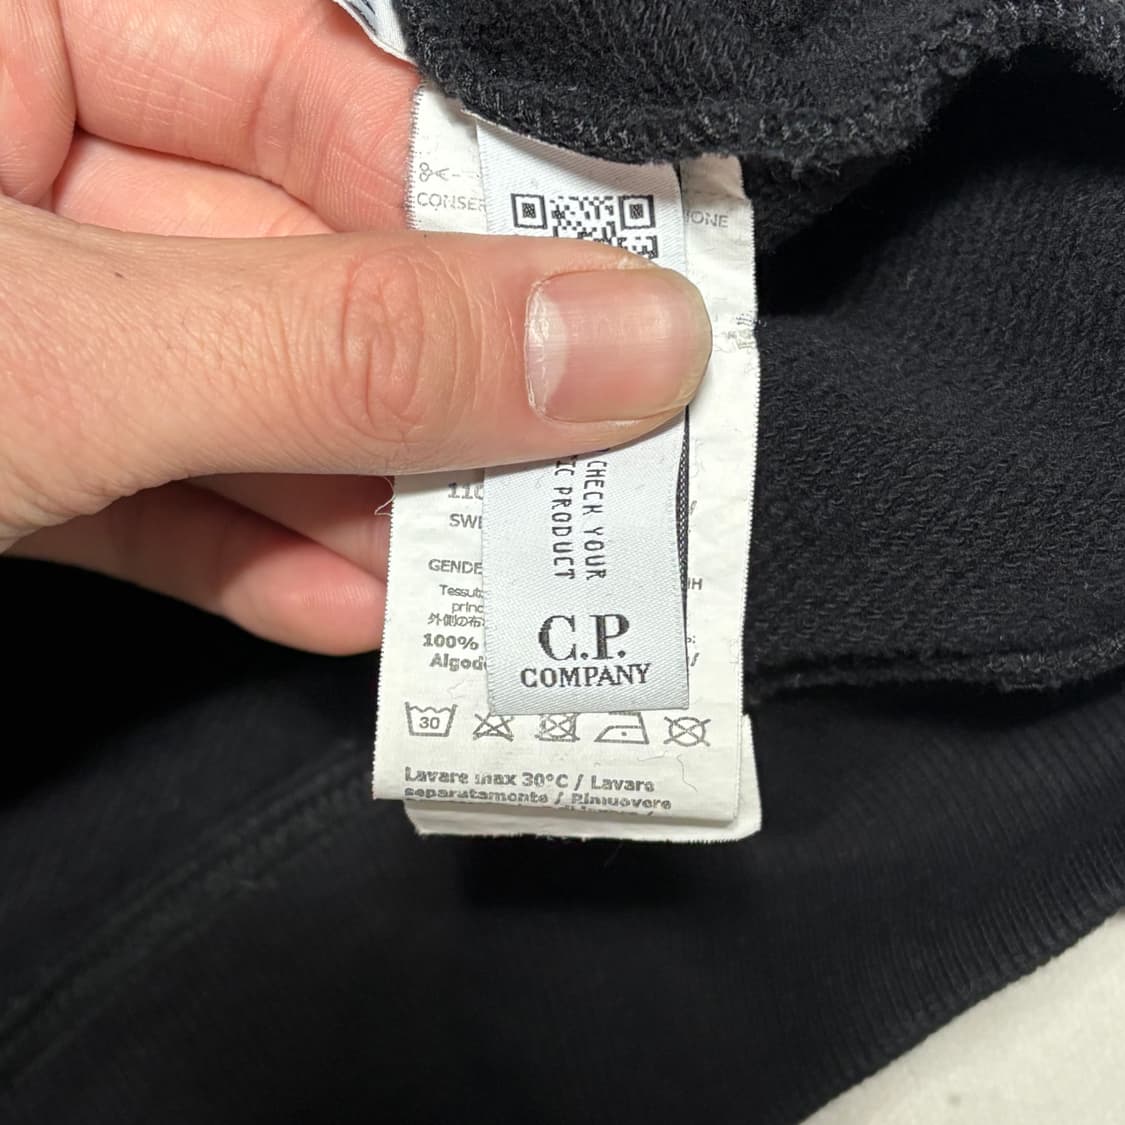 CONSER
IONE
110
SWE
GENDE
Tessut
princ
外側の布
100%
Algod
CHECK YOUR
IC PRODUCT
C.P.
COMPANY
30
Lavare max 30°C / Lavare
separatamente / Rimuovere